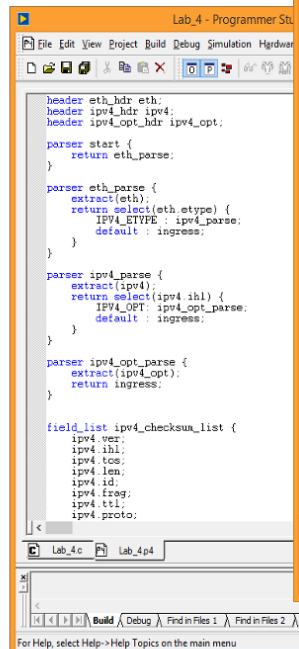 Lab_4 - Programmer Stu
File Edit View Project Build Debug Simulation Hardwar
header eth_hdr eth;
header ipv4_hdr ipv4;
header ipv4_opt_hdr ipv4_opt;
parser start {
return eth_parse;
}
parser eth_parse {
extract(eth);
return select(eth.etype) {
IPV4_ETYPE : ipv4_parse;
default : ingress;
}
}
parser ipv4_parse {
extract(ipv4);
return select(ipv4.ihl) {
IPV4_OPT: ipv4_opt_parse;
default : ingress;
}
}
parser ipv4_opt_parse {
extract(ipv4_opt);
return ingress;
}
field_list ipv4_checksum_list {
ipv4.ver;
ipv4.ihl;
ipv4.tos;
ipv4.len;
ipv4.id;
ipv4.frag;
ipv4.ttl;
ipv4.proto;
Lab_4.c Lab_4.p4
Build Debug Find in Files 1 Find in Files 2
For Help, select Help->Help Topics on the main menu